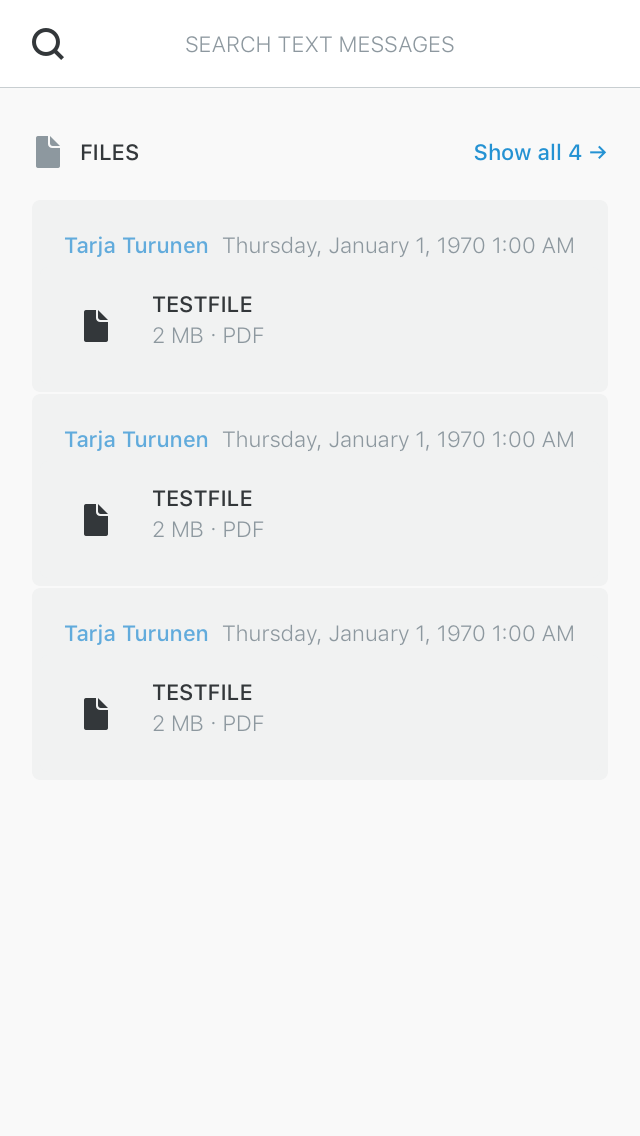 SEARCH TEXT MESSAGES
FILES Show all 4 →
Tarja Turunen Thursday, January 1, 1970 1:00 AM
TESTFILE
2 MB · PDF
Tarja Turunen Thursday, January 1, 1970 1:00 AM
TESTFILE
2 MB · PDF
Tarja Turunen Thursday, January 1, 1970 1:00 AM
TESTFILE
2 MB · PDF